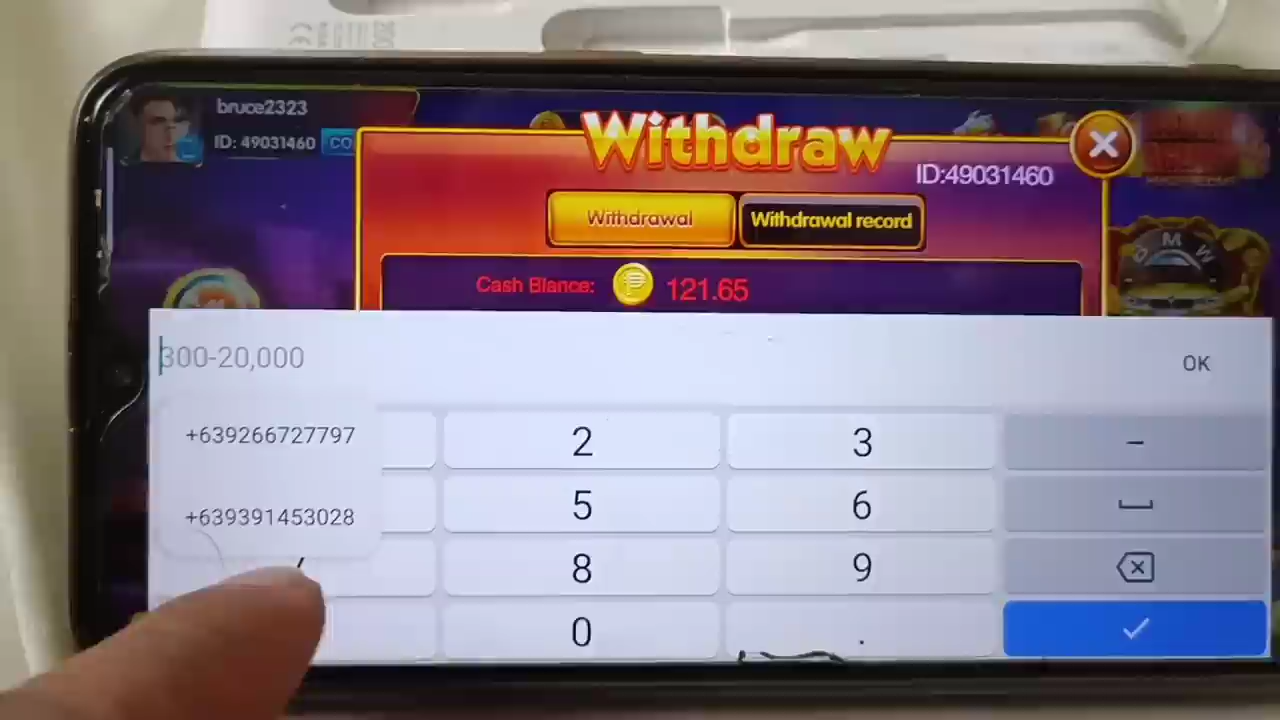 bruce2323
ID: 49031460
CO
Withdraw
ID:49031460
Withdrawal
Withdrawal record
Cash Blance: 121.65
300-20,000
OK
+639266727797
+639391453028
2
3
-
5
6
8
9
0
.